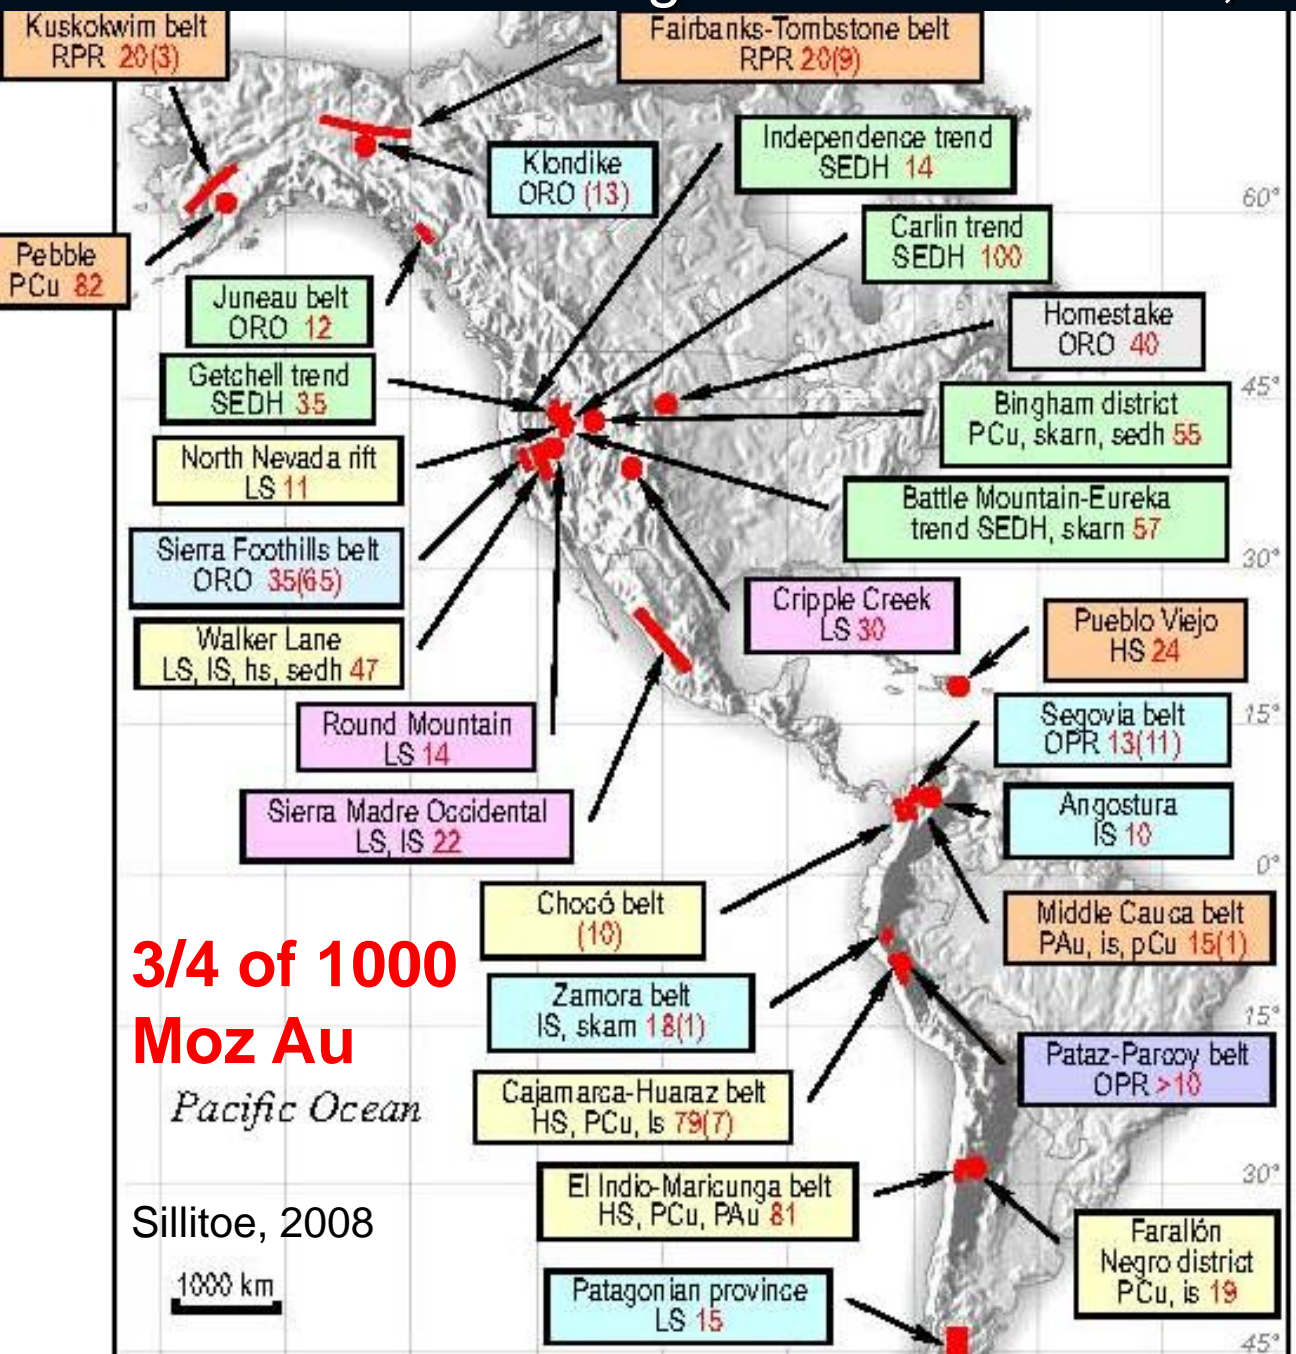 Kuskokwim belt
RPR 20(3)
Fairbanks-Tombstone belt
RPR 20(9)
Klondike
ORO (13)
Independence trend
SEDH 14
60°
Carlin trend
SEDH 100
Pebble
PCu 82
Juneau belt
ORO 12
Homestake
ORO 40
Getchell trend
SEDH 35
45°
Bingham district
PCu, skarn, sedh 55
North Nevada rift
LS 11
Battle Mountain-Eureka
trend SEDH, skarn 57
Sierra Foothills belt
ORO 35(65)
30°
Cripple Creek
LS 30
Pueblo Viejo
HS 24
Walker Lane
LS, IS, hs, sedh 47
Round Mountain
LS 14
Segovia belt
OPR 13(11)
15°
Sierra Madre Occidental
LS, IS 22
Angostura
IS 10
0°
Chocó belt
(10)
Middle Cauca belt
PAu, is, pCu 15(1)
3/4 of 1000
Moz Au
Zamora belt
IS, skarn 18(1)
15°
Pataz-Parcoy belt
OPR >10
Pacific Ocean
Cajamarca-Huaraz belt
HS, PCu, ls 79(7)
El Indio-Maricunga belt
HS, PCu, PAu 81
30°
Sillitoe, 2008
Farallón
Negro district
PCu, is 19
1000 km
Patagonian province
LS 15
45°